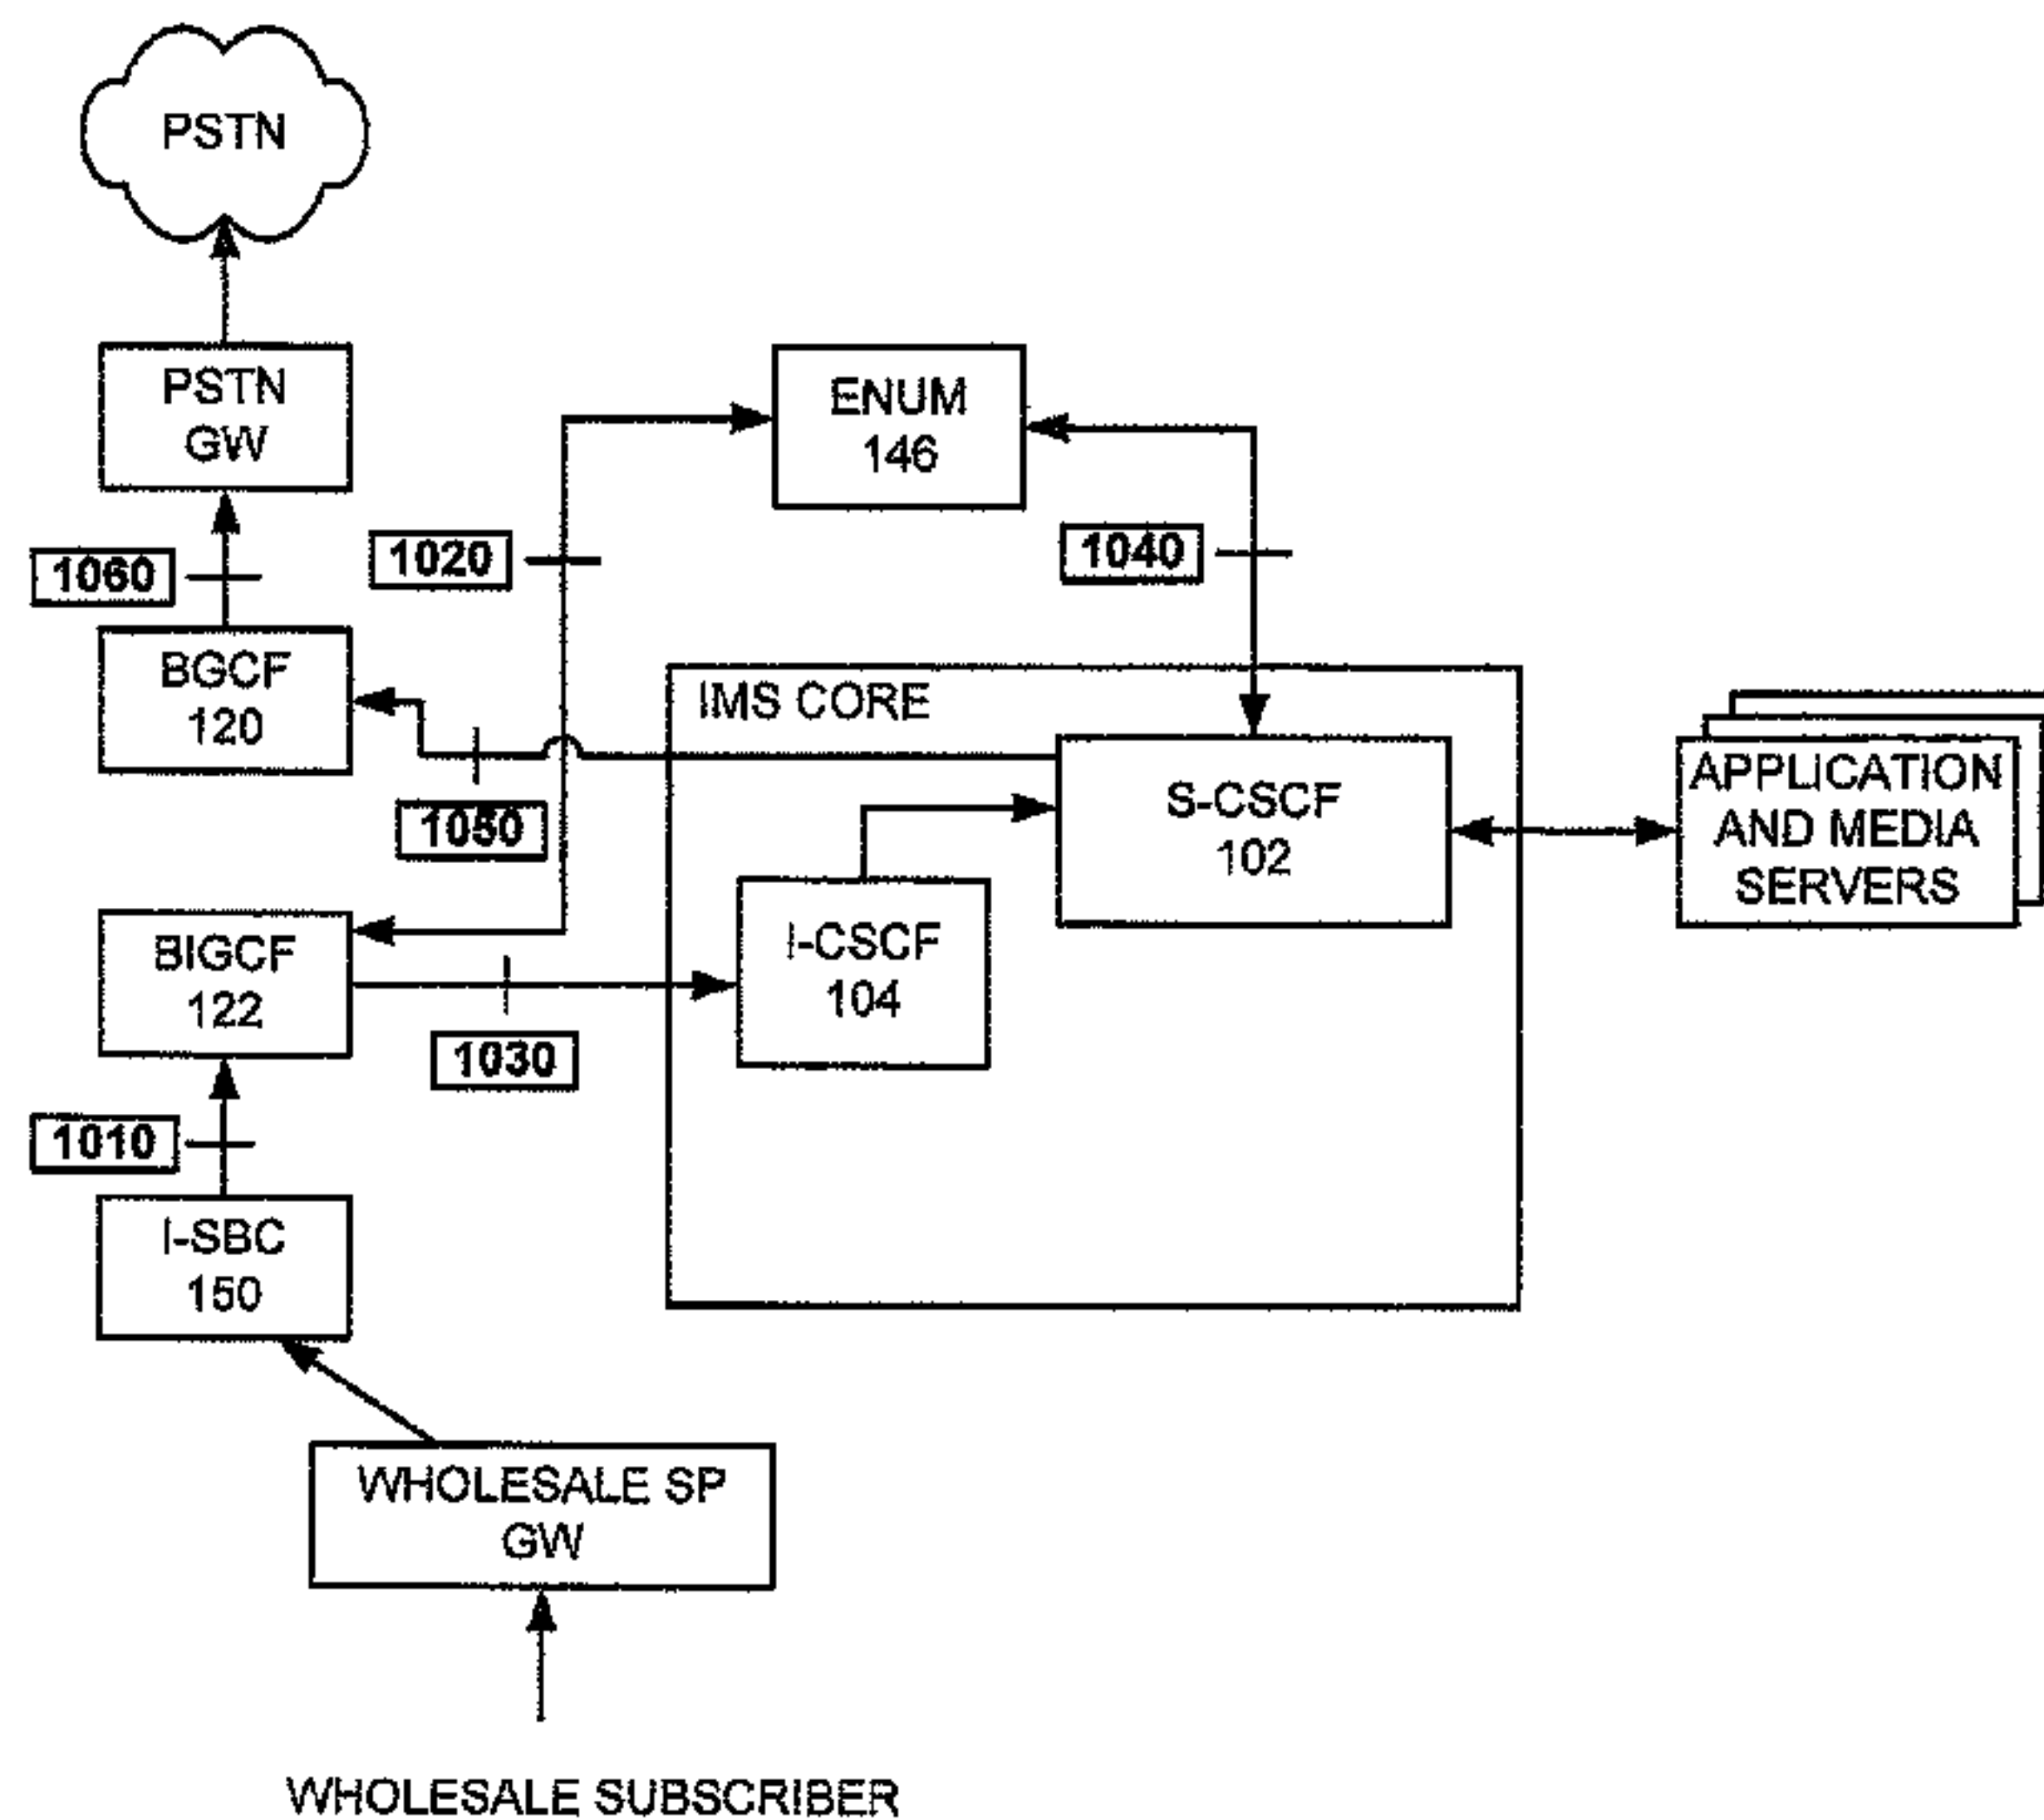 PSTN
PSTN
GW
ENUM
146
1020
1040
1060
BGCF
120
IMS CORE
S-CSCF
102
APPLICATION
AND MEDIA
SERVERS
1050
BIGCF
122
I-CSCF
104
1030
1010
I-SBC
150
WHOLESALE SP
GW
WHOLESALE SUBSCRIBER